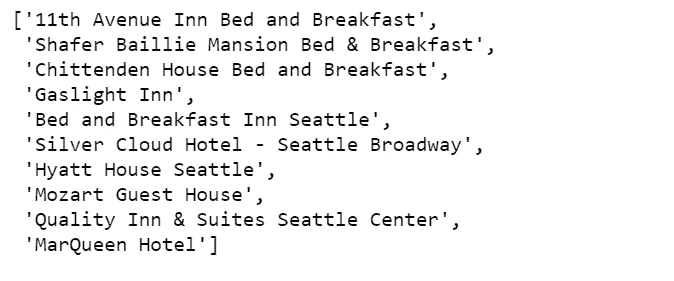 ['11th Avenue Inn Bed and Breakfast',
'Shafer Baillie Mansion Bed & Breakfast',
'Chittenden House Bed and Breakfast',
'Gaslight Inn',
'Bed and Breakfast Inn Seattle',
'Silver Cloud Hotel - Seattle Broadway',
'Hyatt House Seattle',
'Mozart Guest House',
'Quality Inn & Suites Seattle Center',
'MarQueen Hotel']